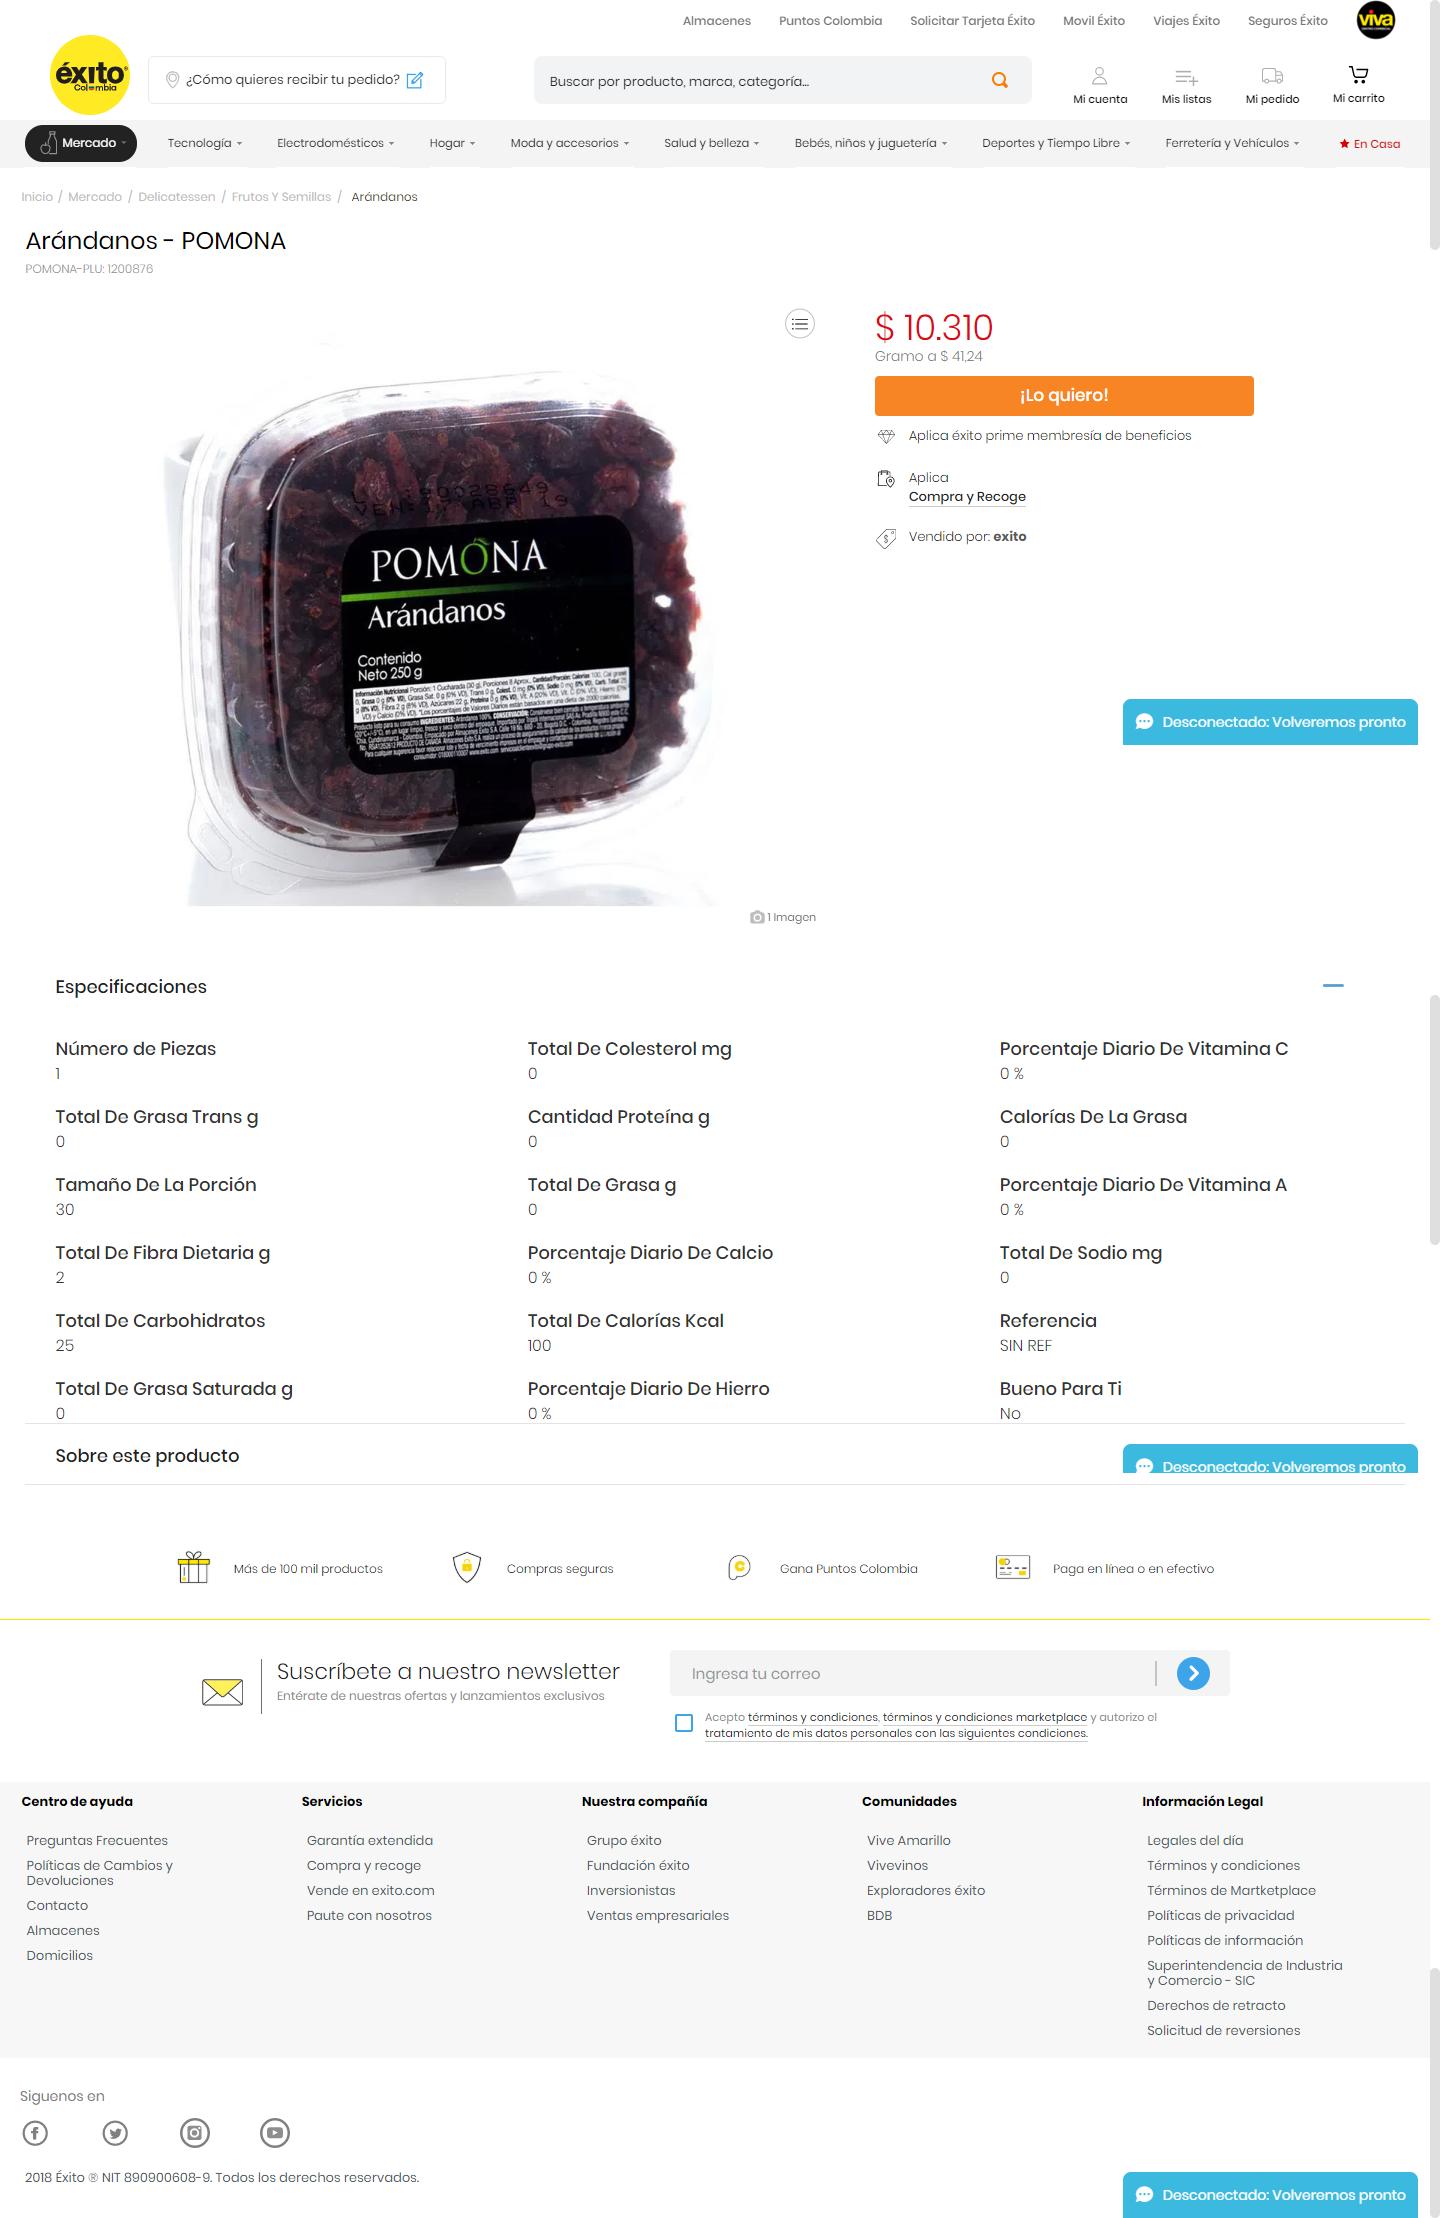 Almacenes Puntos Colombia Solicitar Tarjeta Éxito Movil Éxito Viajes Éxito Seguros Éxito viva
éxito
Colombia
¿Cómo quieres recibir tu pedido?
Buscar por producto, marca, categoría...
Mi cuenta Mis listas Mi pedido Mi carrito
Mercado Tecnología Electrodomésticos Hogar Moda y accesorios Salud y belleza Bebés, niños y juguetería Deportes y Tiempo Libre Ferretería y Vehículos En Casa
Inicio / Mercado / Delicatessen / Frutos Y Semillas / Arándanos
Arándanos - POMONA
POMONA-PLU: 1200876
POMONA
Arándanos
Contenido
Neto 250 g
1 Imagen
$ 10.310
Gramo a $ 41,24
¡Lo quiero!
Aplica éxito prime membresía de beneficios
Aplica
Compra y Recoge
Vendido por: exito
Desconectado: Volveremos pronto
Especificaciones
Número de Piezas
1
Total De Grasa Trans g
0
Tamaño De La Porción
30
Total De Fibra Dietaria g
2
Total De Carbohidratos
25
Total De Grasa Saturada g
0
Total De Colesterol mg
0
Cantidad Proteína g
0
Total De Grasa g
0
Porcentaje Diario De Calcio
0 %
Total De Calorías Kcal
100
Porcentaje Diario De Hierro
0 %
Porcentaje Diario De Vitamina C
0 %
Calorías De La Grasa
0
Porcentaje Diario De Vitamina A
0 %
Total De Sodio mg
0
Referencia
SIN REF
Bueno Para Ti
No
Sobre este producto
Desconectado: Volveremos pronto
Más de 100 mil productos Compras seguras Gana Puntos Colombia Paga en línea o en efectivo
Suscríbete a nuestro newsletter
Entérate de nuestras ofertas y lanzamientos exclusivos
Ingresa tu correo
Acepto términos y condiciones, términos y condiciones marketplace y autorizo el
tratamiento de mis datos personales con las siguientes condiciones.
Centro de ayuda
Preguntas Frecuentes
Políticas de Cambios y
Devoluciones
Contacto
Almacenes
Domicilios
Servicios
Garantía extendida
Compra y recoge
Vende en exito.com
Paute con nosotros
Nuestra compañía
Grupo éxito
Fundación éxito
Inversionistas
Ventas empresariales
Comunidades
Vive Amarillo
Vivevinos
Exploradores éxito
BDB
Información Legal
Legales del día
Términos y condiciones
Términos de Martketplace
Políticas de privacidad
Políticas de información
Superintendencia de Industria
y Comercio - SIC
Derechos de retracto
Solicitud de reversiones
Siguenos en
2018 Éxito ® NIT 890900608-9. Todos los derechos reservados.
Desconectado: Volveremos pronto